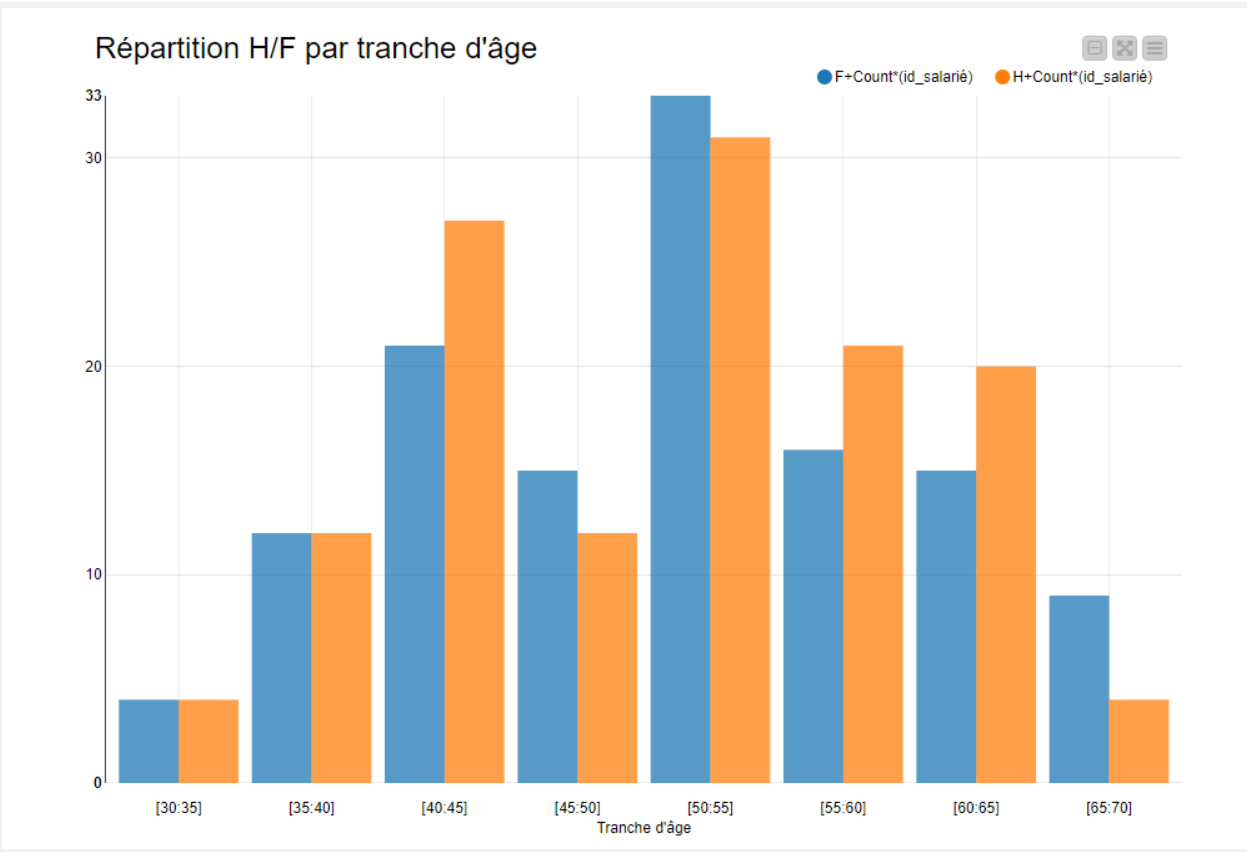 Répartition H/F par tranche d'âge
F+Count*(id_salarié) H+Count*(id_salarié)
33
30
20
10
0
[30:35] [35:40] [40:45] [45:50] [50:55] [55:60] [60:65] [65:70]
Tranche d'âge